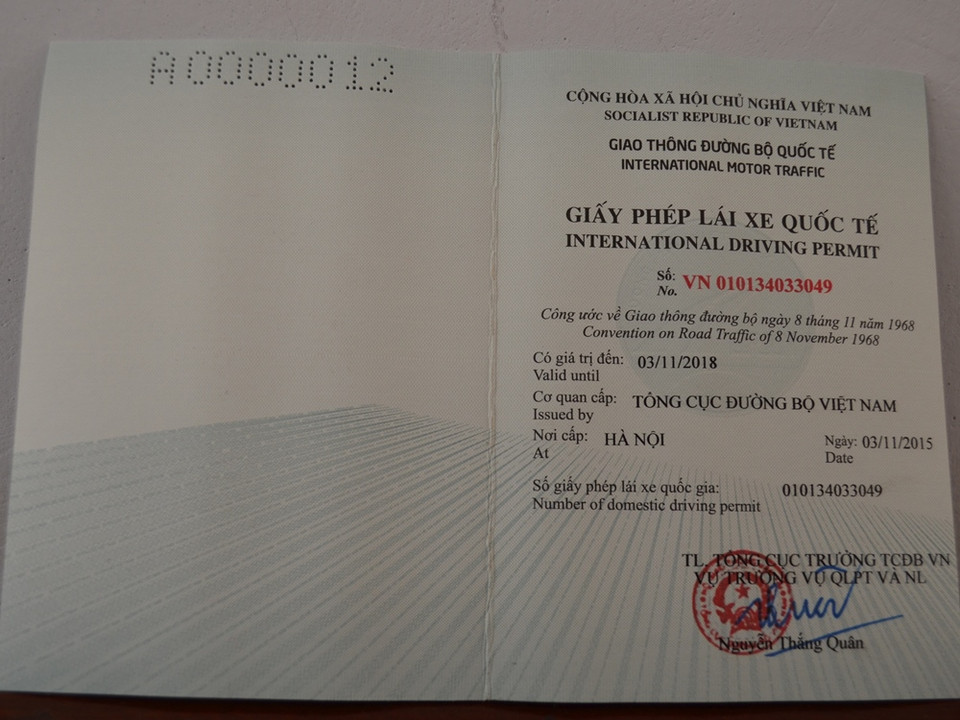 A0000012
CỘNG HÒA XÃ HỘI CHỦ NGHĨA VIỆT NAM
SOCIALIST REPUBLIC OF VIETNAM
GIAO THÔNG ĐƯỜNG BỘ QUỐC TẾ
INTERNATIONAL MOTOR TRAFFIC
GIẤY PHÉP LÁI XE QUỐC TẾ
INTERNATIONAL DRIVING PERMIT
Số: VN 010134033049
No.
Công ước về Giao thông đường bộ ngày 8 tháng 11 năm 1968
Convention on Road Traffic of 8 November 1968
Có giá trị đến: 03/11/2018
Valid until
Cơ quan cấp: TỔNG CỤC ĐƯỜNG BỘ VIỆT NAM
Issued by
Nơi cấp: HÀ NỘI Ngày: 03/11/2015
At Date
Số giấy phép lái xe quốc gia: 010134033049
Number of domestic driving permit
TL. TỔNG CỤC TRƯỞNG TCĐB VN
VỤ TRƯỞNG VỤ QLPT VÀ NL
Nguyễn Thắng Quân